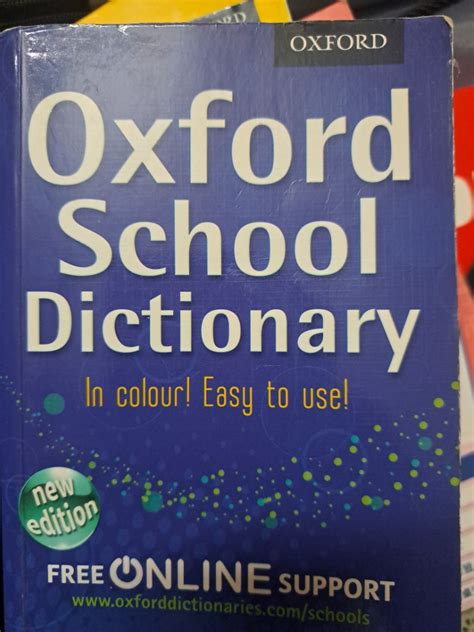 OXFORD
Oxford
School
Dictionary
In colour! Easy to use!
new
edition
FREE ONLINE SUPPORT
www.oxforddictionaries.com/schools